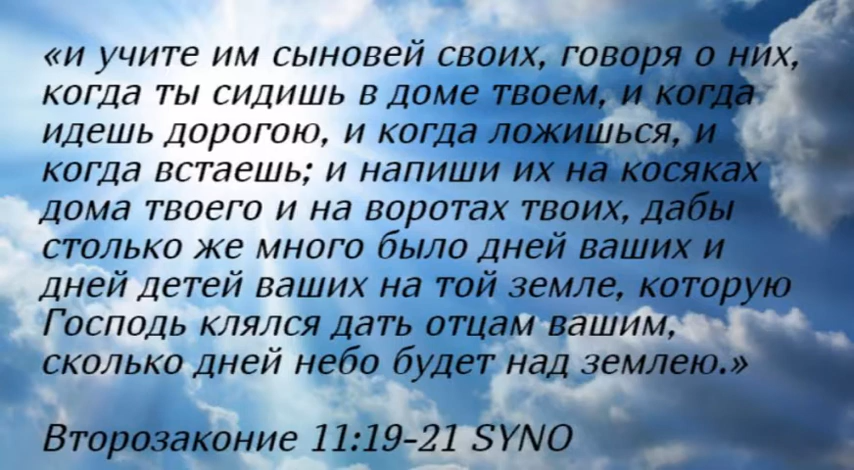 «и учите им сыновей своих, говоря о них,
когда ты сидишь в доме твоем, и когда
идешь дорогою, и когда ложишься, и
когда встаешь; и напиши их на косяках
дома твоего и на воротах твоих, дабы
столько же много было дней ваших и
дней детей ваших на той земле, которую
Господь клялся дать отцам вашим,
сколько дней небо будет над землею.»
Второзаконие 11:19-21 SYNO